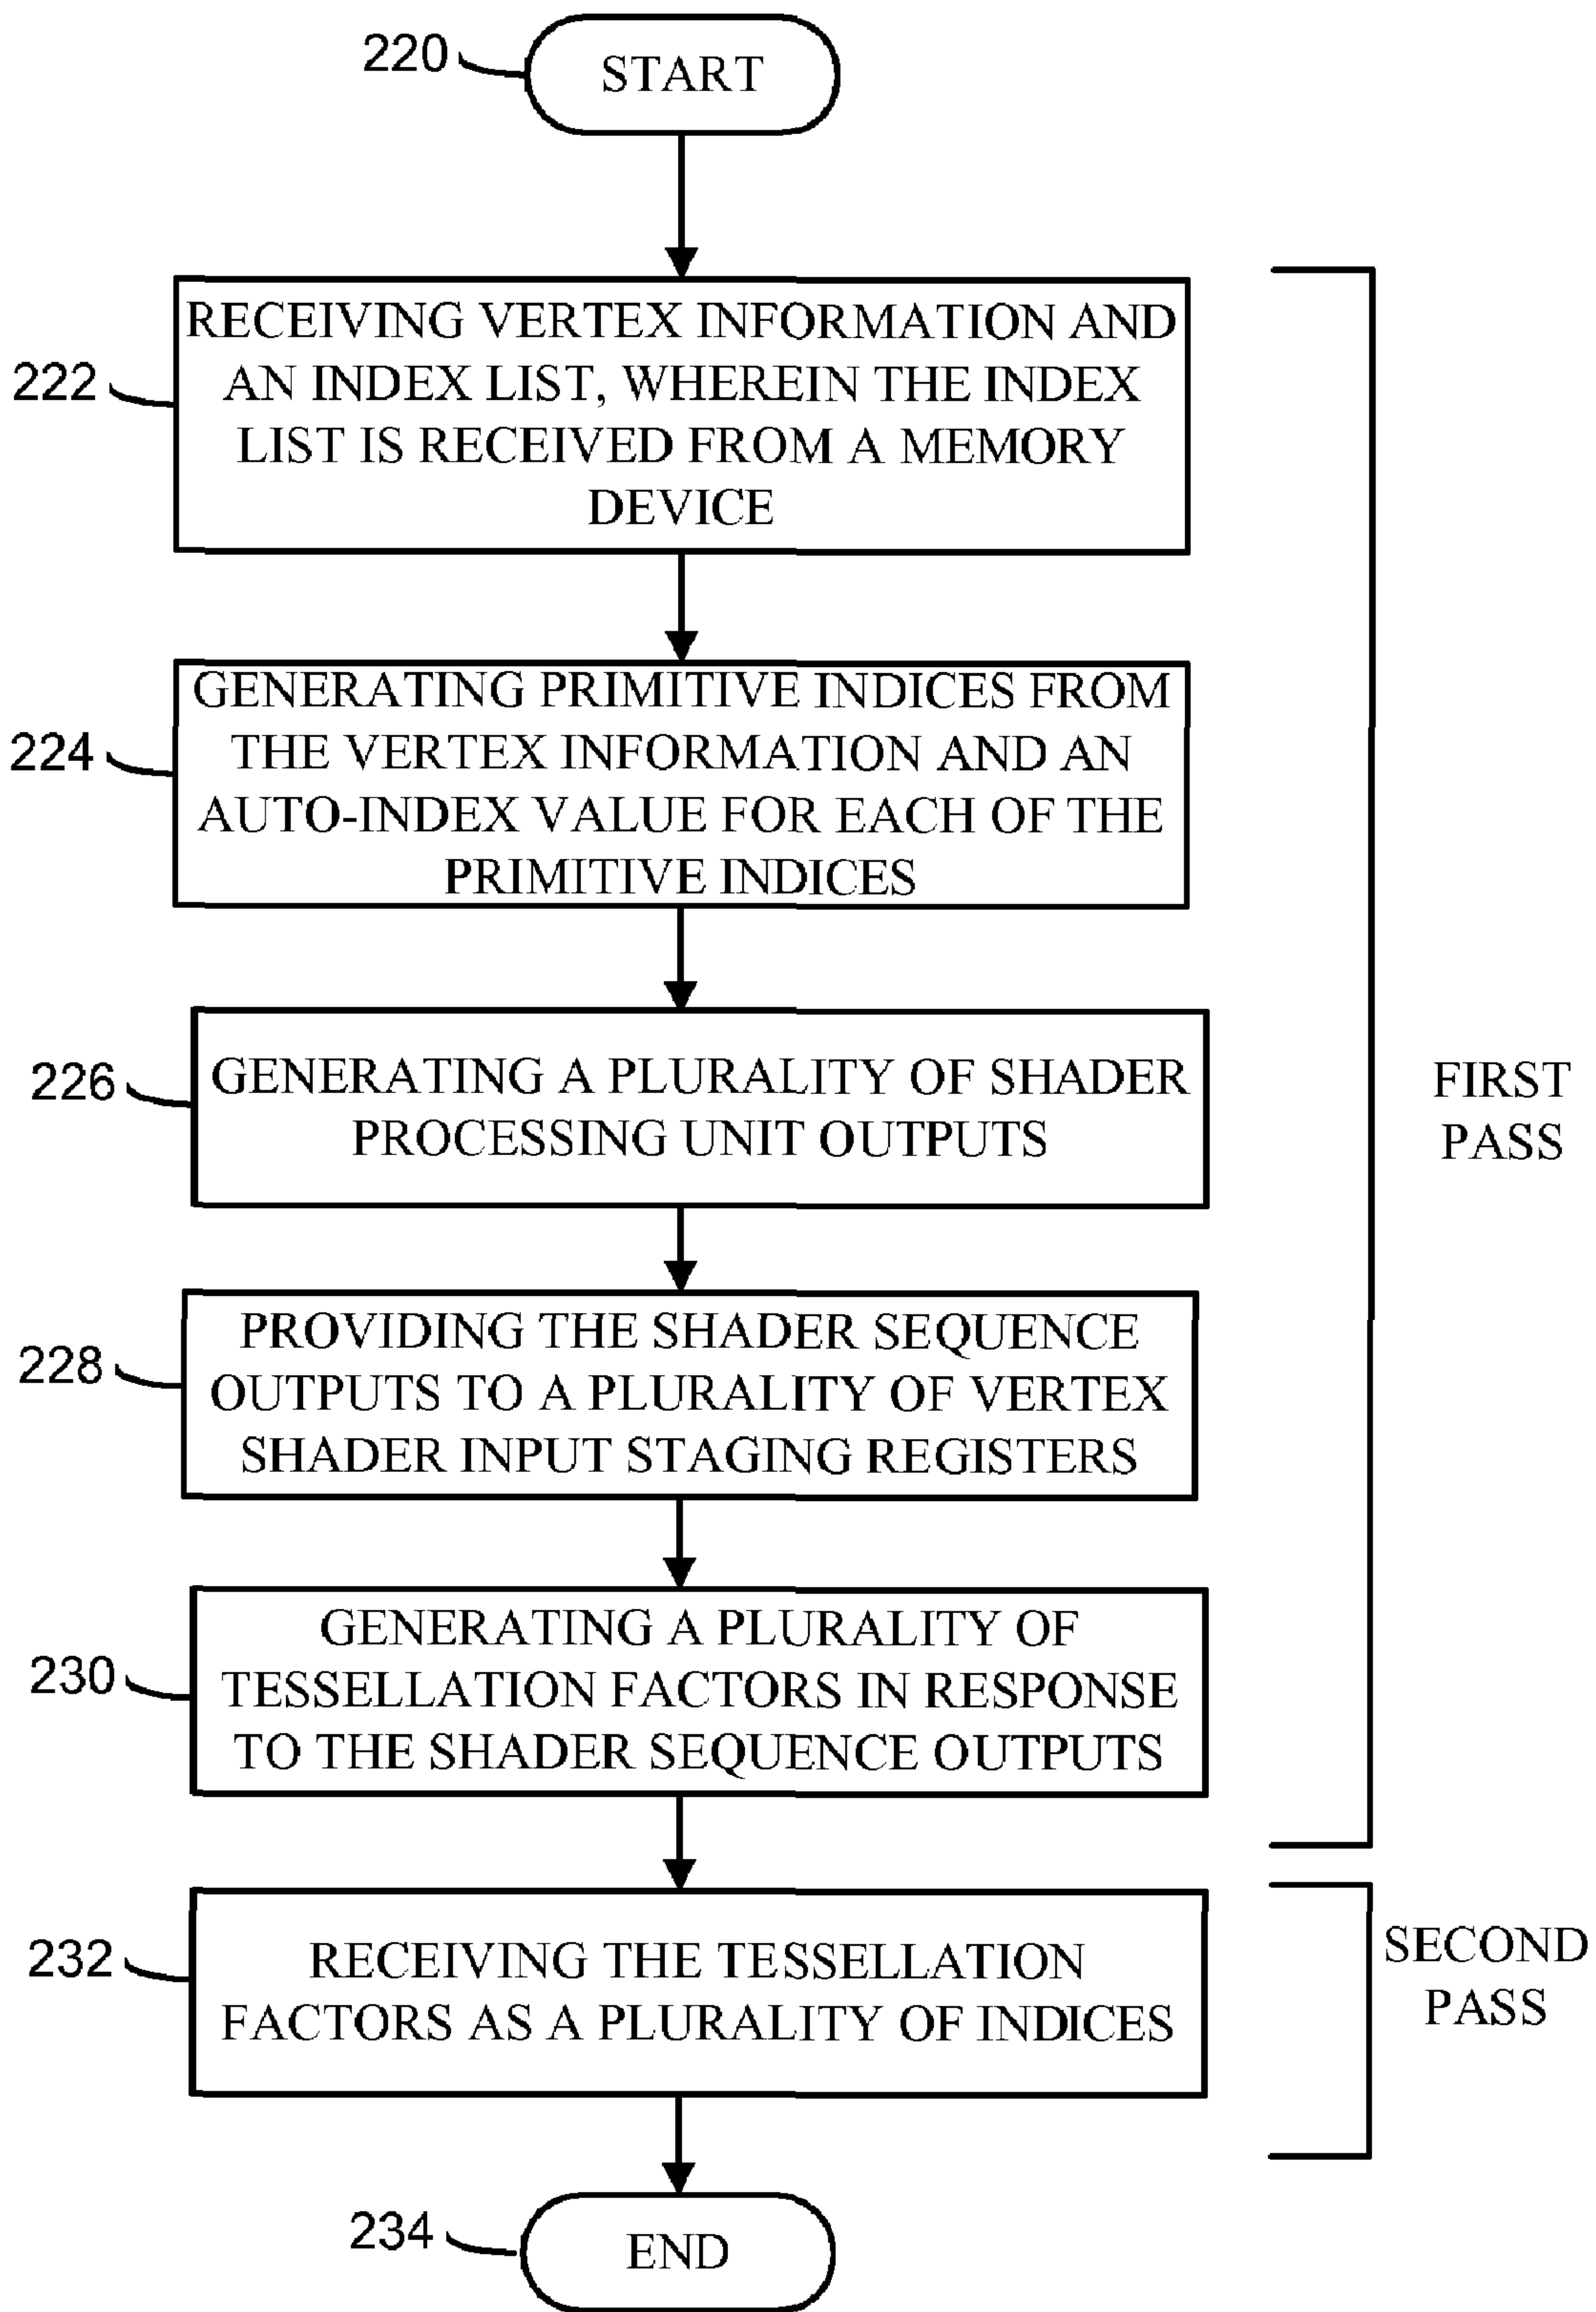 220
START
222
RECEIVING VERTEX INFORMATION AND
AN INDEX LIST, WHEREIN THE INDEX
LIST IS RECEIVED FROM A MEMORY
DEVICE
224
GENERATING PRIMITIVE INDICES FROM
THE VERTEX INFORMATION AND AN
AUTO-INDEX VALUE FOR EACH OF THE
PRIMITIVE INDICES
226
GENERATING A PLURALITY OF SHADER
PROCESSING UNIT OUTPUTS
FIRST
PASS
228
PROVIDING THE SHADER SEQUENCE
OUTPUTS TO A PLURALITY OF VERTEX
SHADER INPUT STAGING REGISTERS
230
GENERATING A PLURALITY OF
TESSELLATION FACTORS IN RESPONSE
TO THE SHADER SEQUENCE OUTPUTS
232
RECEIVING THE TESSELLATION
FACTORS AS A PLURALITY OF INDICES
SECOND
PASS
234
END